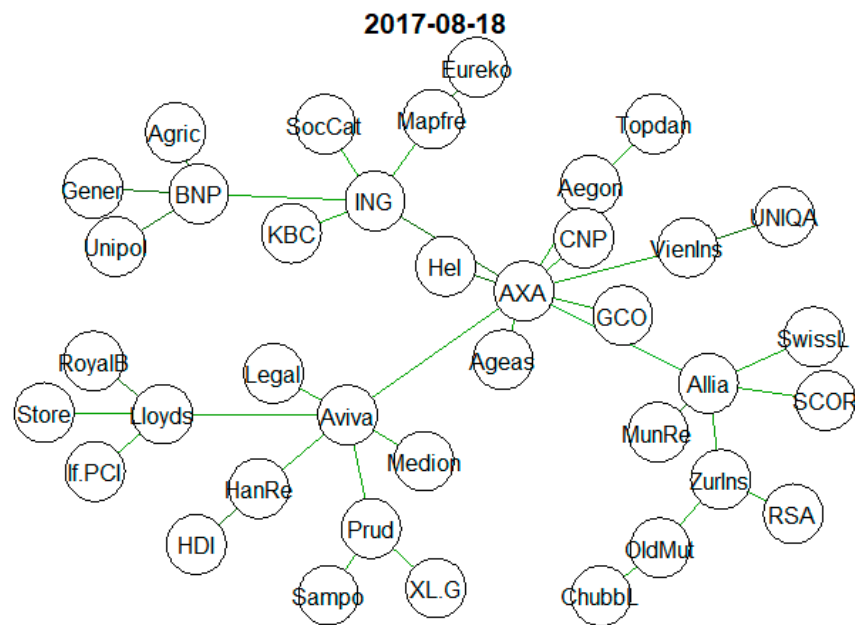 2017-08-18
Eureko
SocCat
Mapfre
Agric
Topdan
Gener
BNP
ING
Aegon
UNIQA
Unipol
KBC
CNP
VienIns
Hel
AXA
GCO
SwissL
RoyalB
Legal
Ageas
Allia
Store
Lloyds
Aviva
SCOR
MunRe
If.PCI
HanRe
Medion
ZurIns
HDI
Prud
RSA
OldMut
Sampo
XL.G
ChubbL